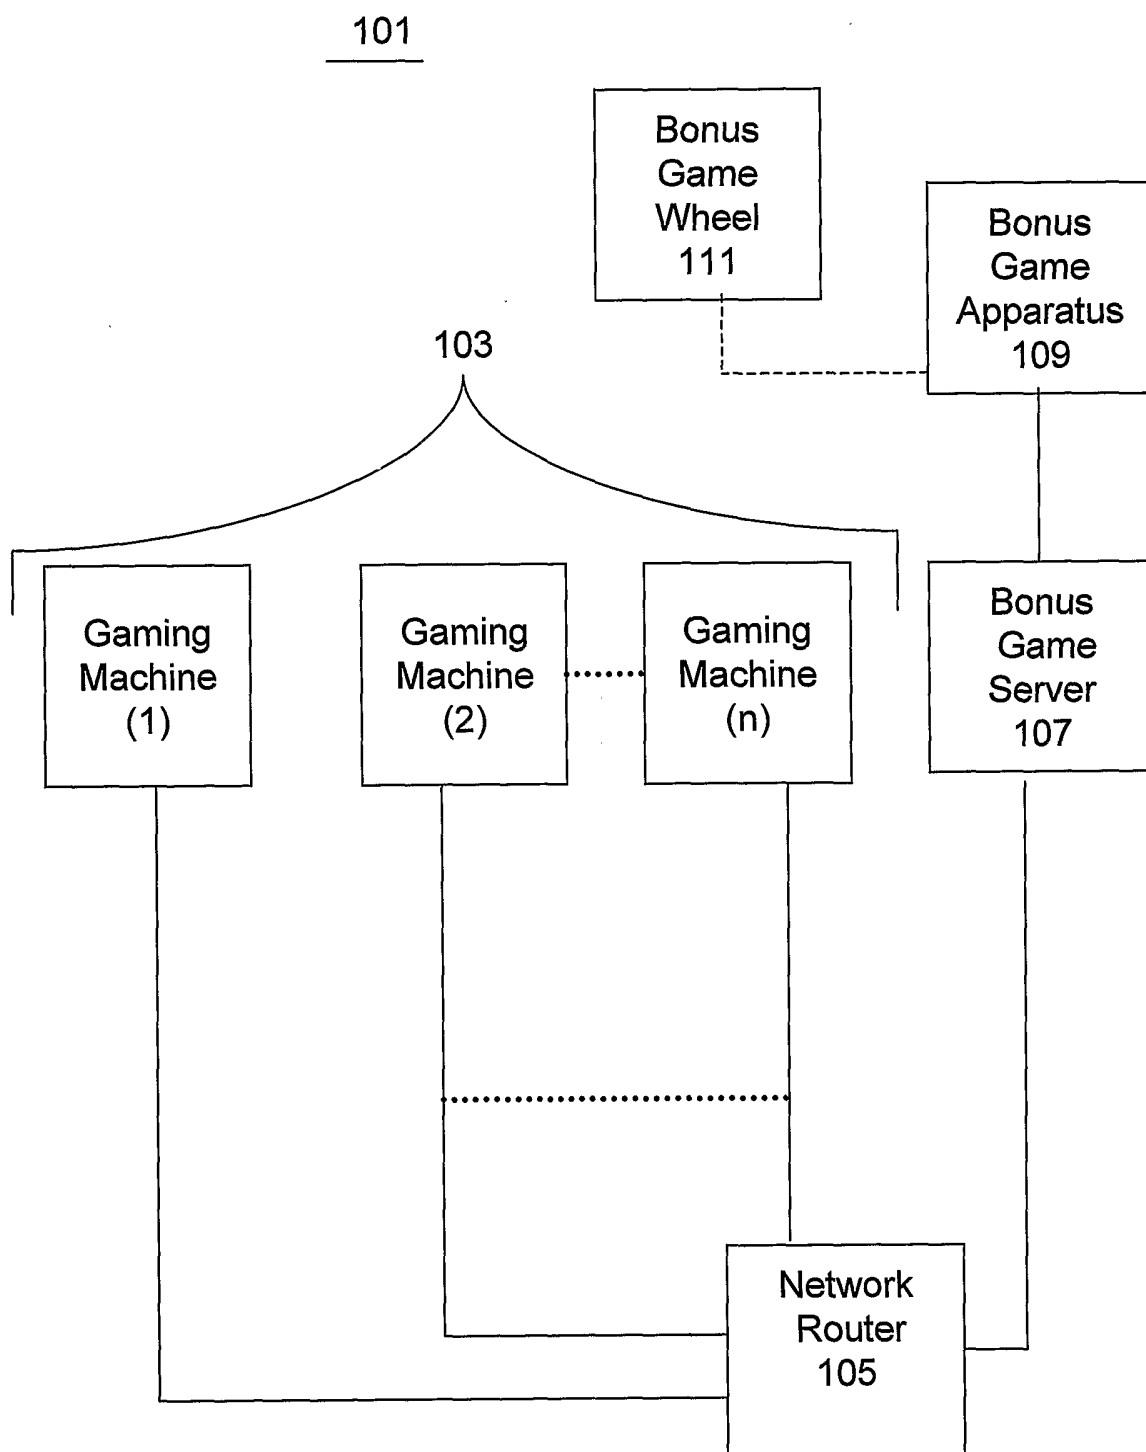 101
Bonus
Game
Wheel
111
Bonus
Game
Apparatus
109
103
Gaming
Machine
(1)
Gaming
Machine
(2)
Gaming
Machine
(n)
Bonus
Game
Server
107
Network
Router
105